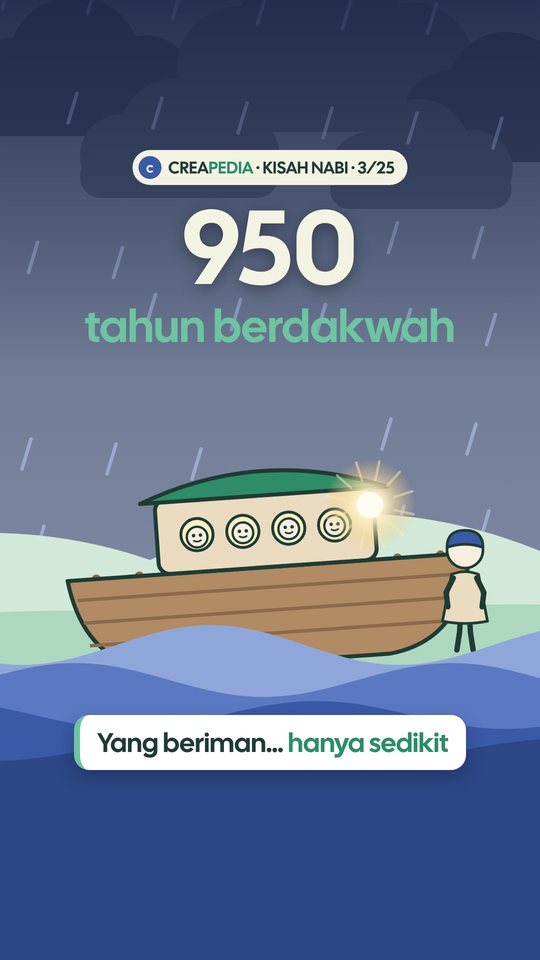 C CREAPEDIA · KISAH NABI · 3/25
950
tahun berdakwah
Yang beriman... hanya sedikit